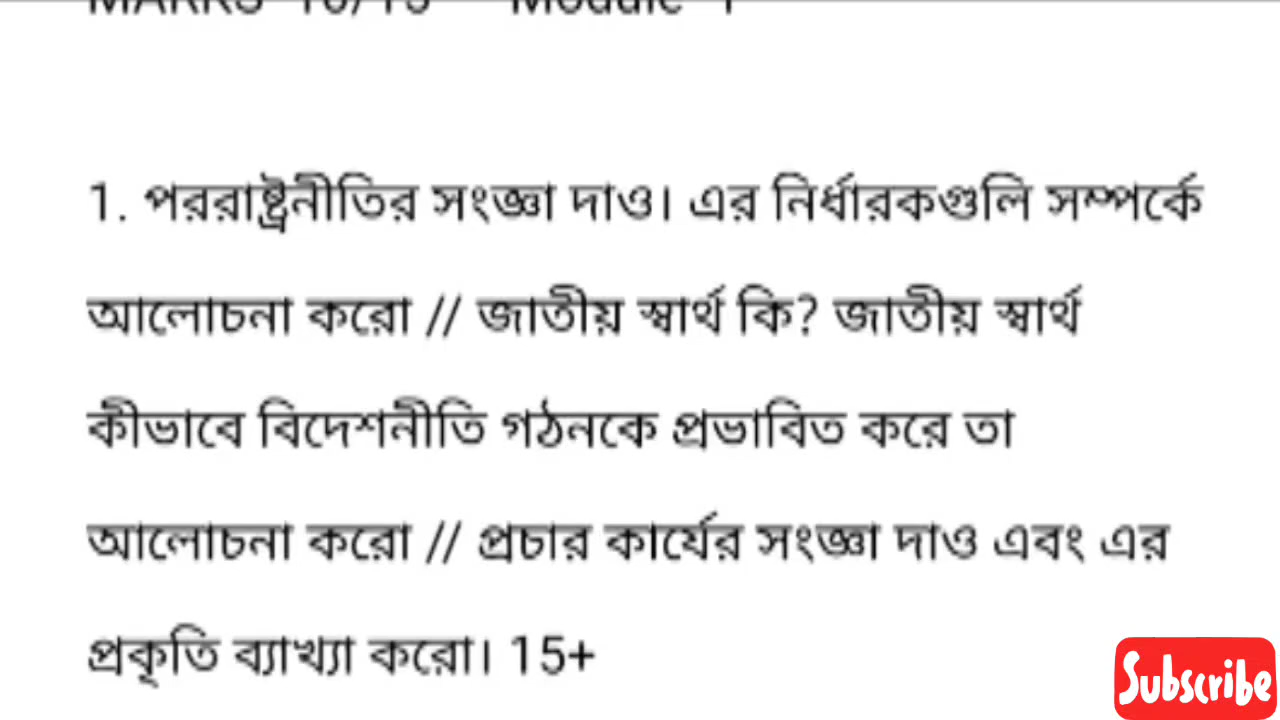 1. পররাষ্ট্রনীতির সংজ্ঞা দাও। এর নির্ধারকগুলি সম্পর্কে
আলোচনা করো // জাতীয় স্বার্থ কি? জাতীয় স্বার্থ
কীভাবে বিদেশনীতি গঠনকে প্রভাবিত করে তা
আলোচনা করো // প্রচার কার্যের সংজ্ঞা দাও এবং এর
প্রকৃতি ব্যাখ্যা করো। 15+
Subscribe